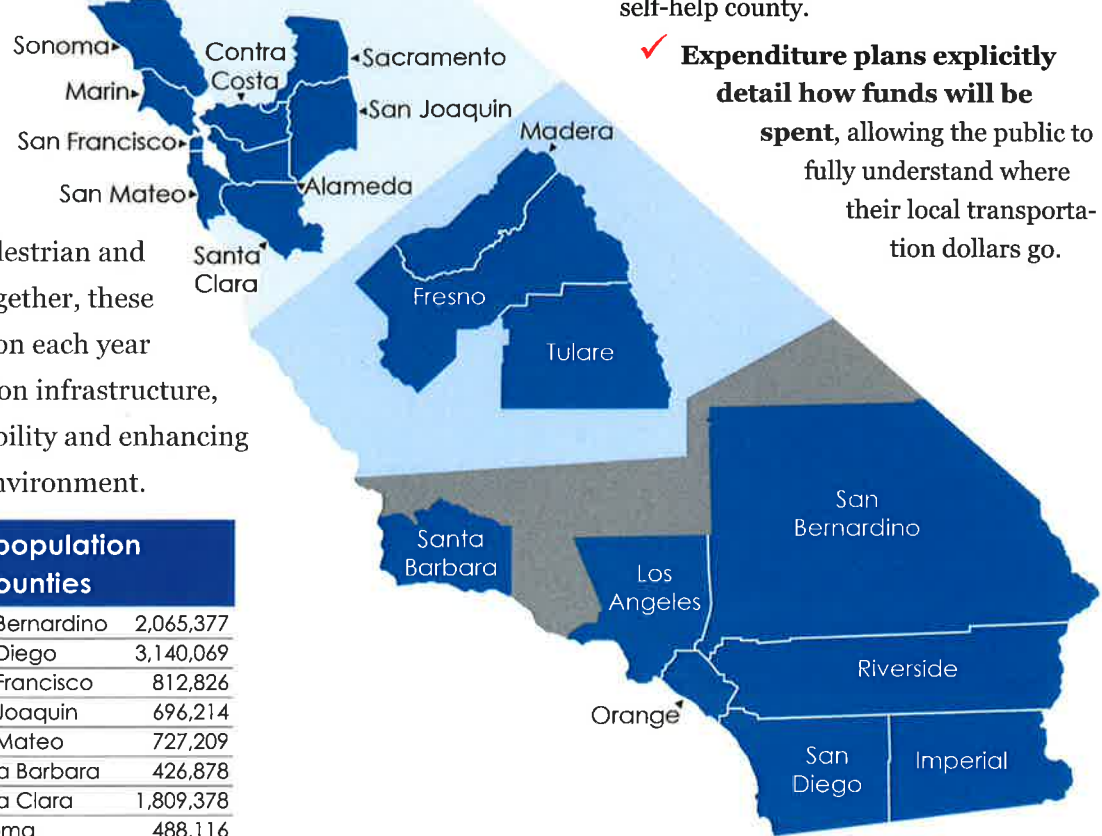 self-help county.
✓ Expenditure plans explicitly
detail how funds will be
spent, allowing the public to
fully understand where
their local transporta-
tion dollars go.
Sonoma
Contra
Costa
Sacramento
Marin
San Joaquin
San Francisco
Madera
San Mateo
Alameda
Santa
Clara
lestrian and
gether, these
on each year
on infrastructure,
bility and enhancing
nvironment.
Fresno
Tulare
San
Bernardino
Santa
Barbara
Los
Angeles
Riverside
Orange
San
Diego
Imperial
population
ounties
Bernardino 2,065,377
Diego 3,140,069
Francisco 812,826
Joaquin 696,214
Mateo 727,209
a Barbara 426,878
a Clara 1,809,378
ma 488,116